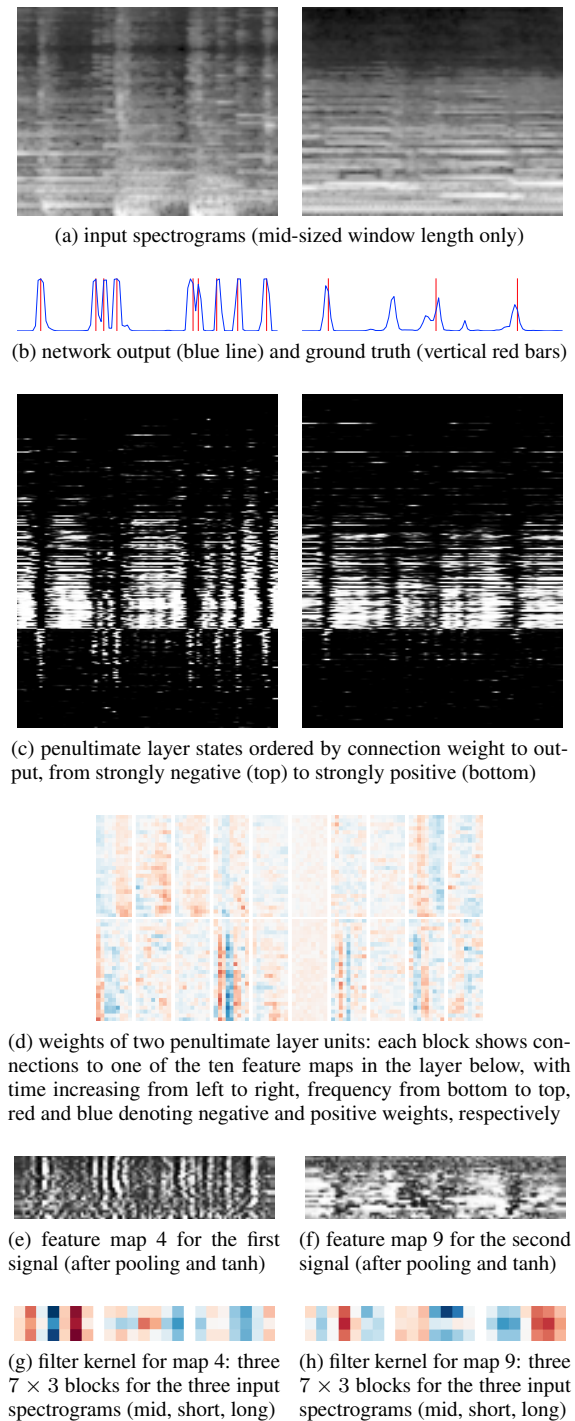 (a) input spectrograms (mid-sized window length only)
(b) network output (blue line) and ground truth (vertical red bars)
(c) penultimate layer states ordered by connection weight to out-
put, from strongly negative (top) to strongly positive (bottom)
(d) weights of two penultimate layer units: each block shows con-
nections to one of the ten feature maps in the layer below, with
time increasing from left to right, frequency from bottom to top,
red and blue denoting negative and positive weights, respectively
(e) feature map 4 for the first
signal (after pooling and tanh)
(f) feature map 9 for the second
signal (after pooling and tanh)
(g) filter kernel for map 4: three
7 × 3 blocks for the three input
spectrograms (mid, short, long)
(h) filter kernel for map 9: three
7 × 3 blocks for the three input
spectrograms (mid, short, long)